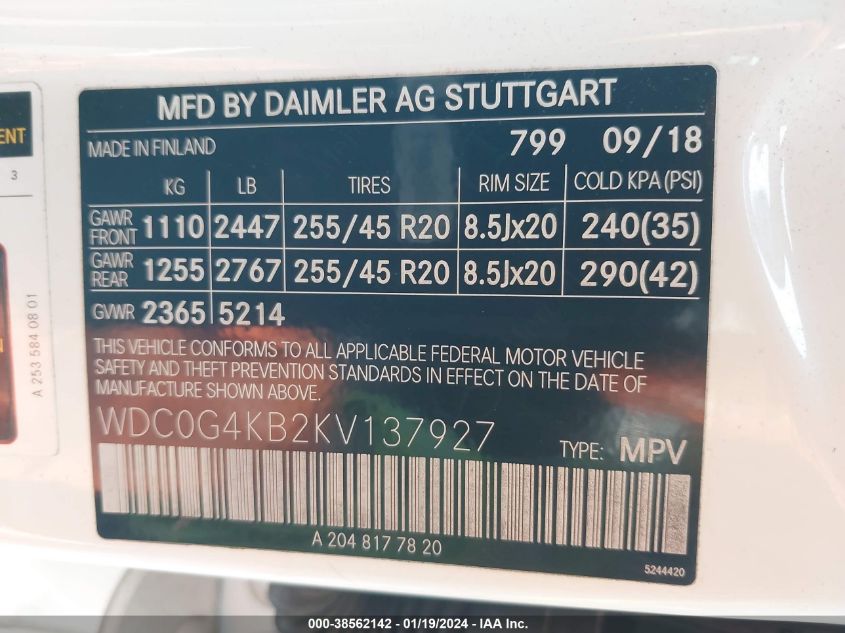 MFD BY DAIMLER AG STUTTGART
MADE IN FINLAND 799 09/18
KG LB TIRES RIM SIZE COLD KPA(PSI)
GAWR FRONT 1110 2447 255/45 R20 8.5Jx20 240(35)
GAWR REAR 1255 2767 255/45 R20 8.5Jx20 290(42)
GVWR 2365 5214
THIS VEHICLE CONFORMS TO ALL APPLICABLE FEDERAL MOTOR VEHICLE
SAFETY AND THEFT PREVENTION STANDARDS IN EFFECT ON THE DATE OF
MANUFACTURE SHOWN ABOVE.
WDC0G4KB2KV137927 TYPE: MPV
A 204 817 78 20
5244420
3
A 253 584 08 01
000-38562142 - 01/19/2024 - IAA Inc.